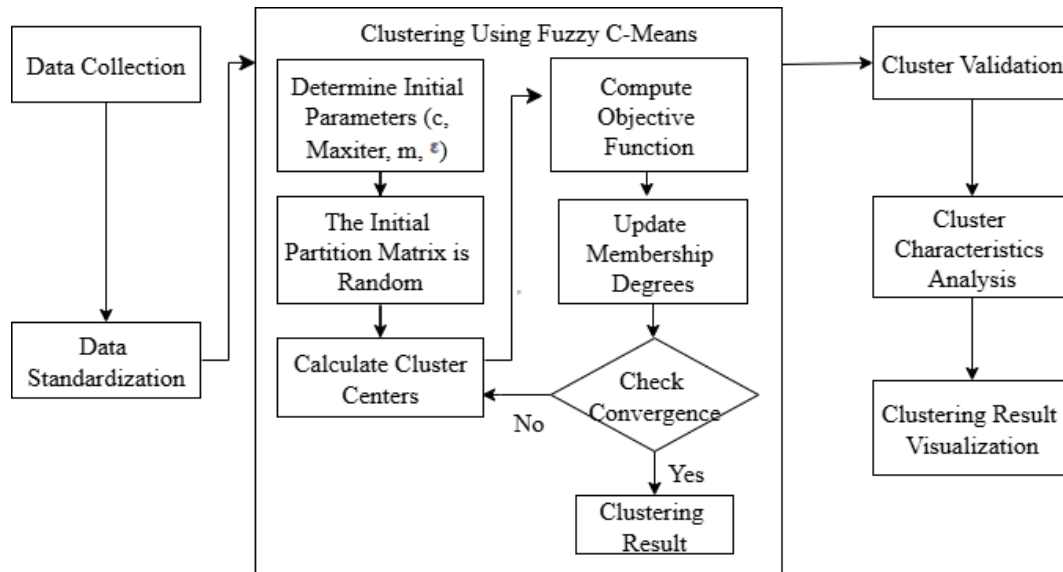 Data Collection
Data
Standardization
Clustering Using Fuzzy C-Means
Determine Initial
Parameters (c,
Maxiter, m, ε)
The Initial
Partition Matrix is
Random
Calculate Cluster
Centers
Compute
Objective
Function
Update
Membership
Degrees
Check
Convergence
No
Yes
Clustering
Result
Cluster Validation
Cluster
Characteristics
Analysis
Clustering Result
Visualization